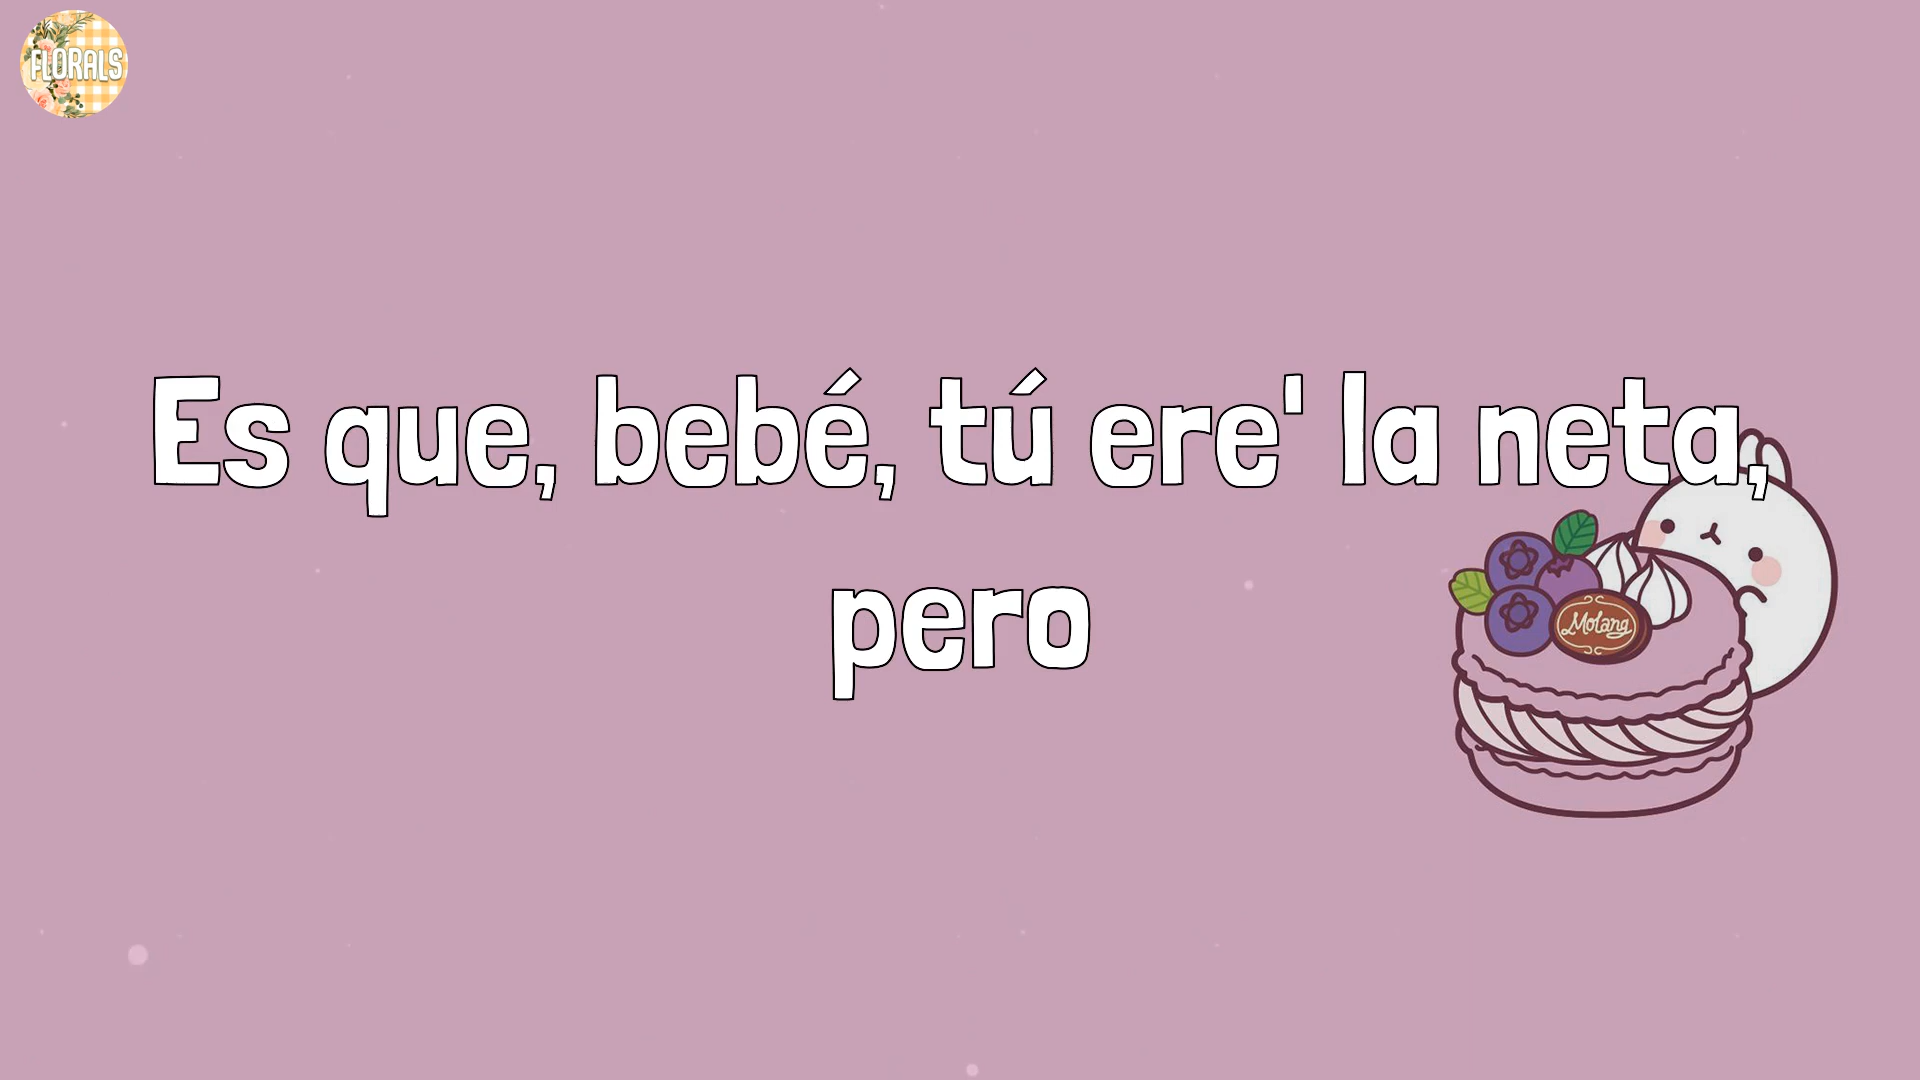 FLORALS
Es que, bebé, tú ere' la neta,
pero
Molang